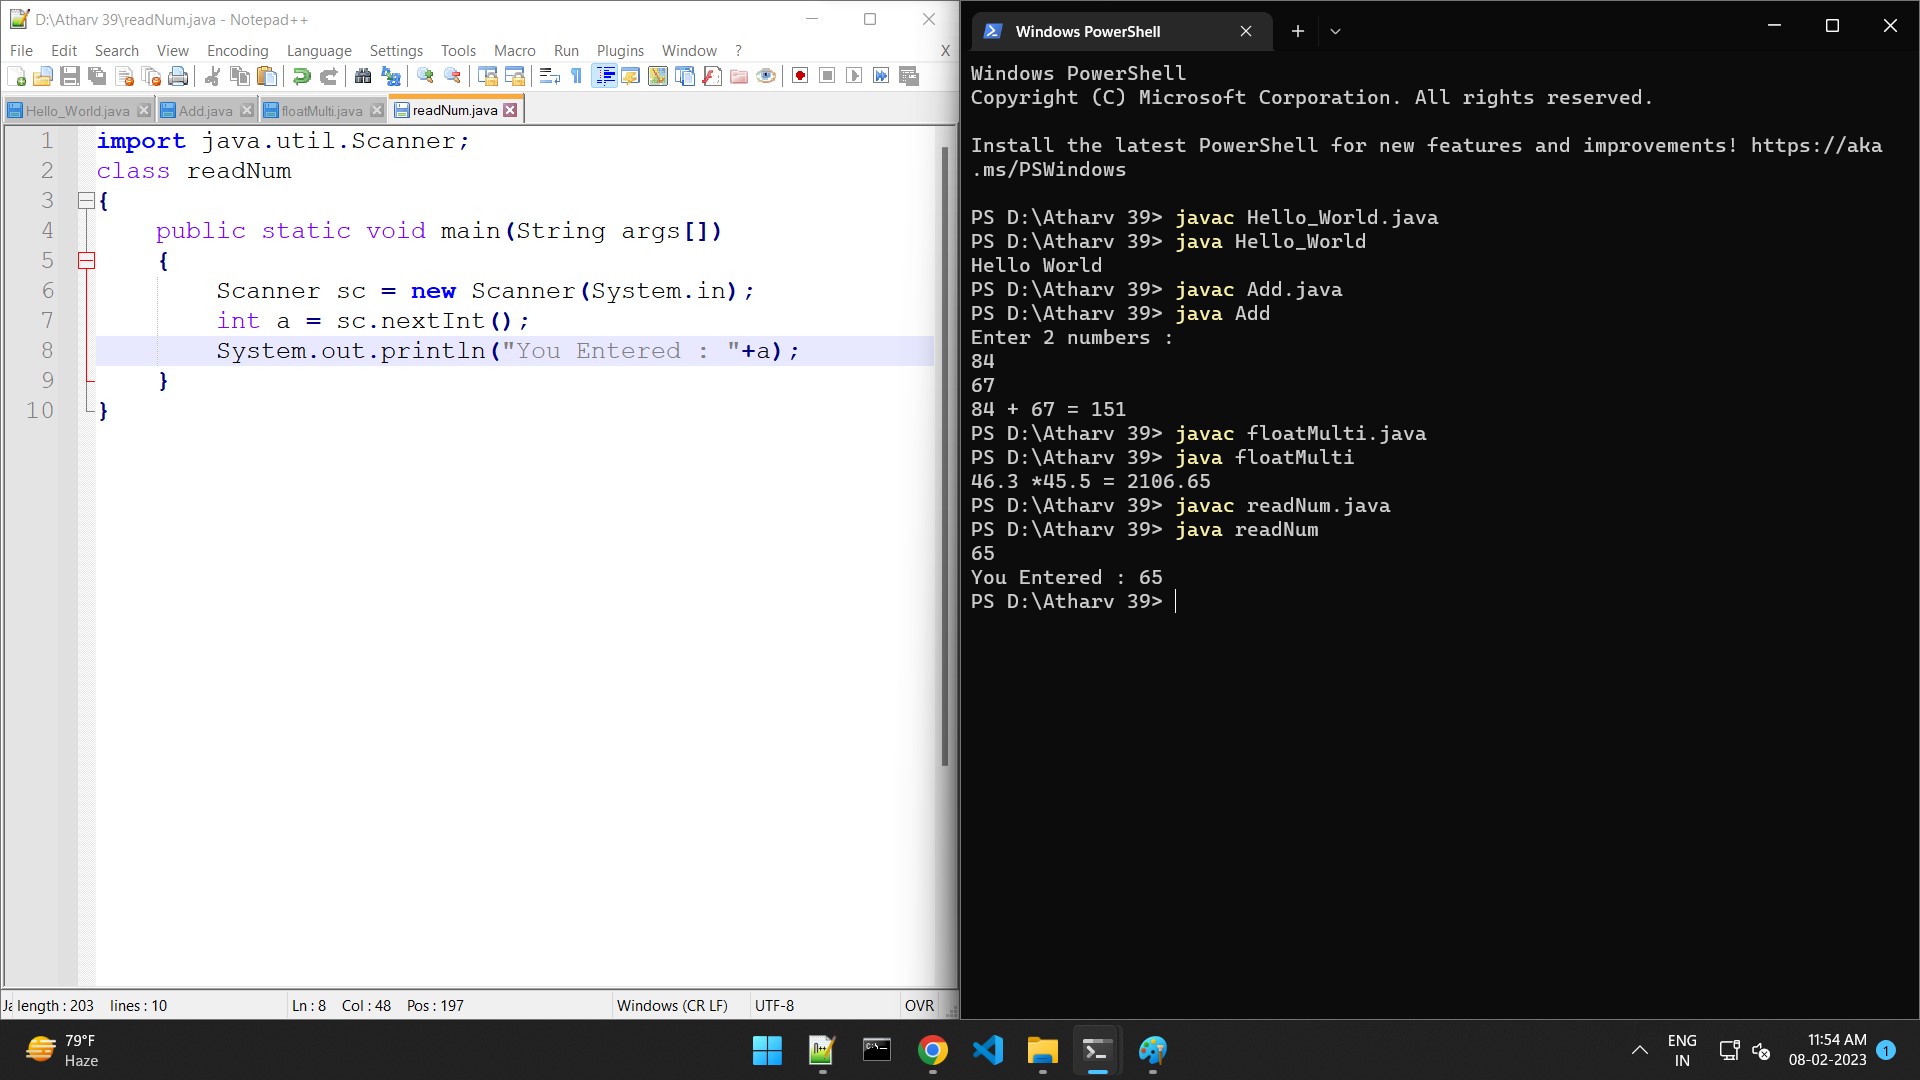 D:\Atharv 39\readNum.java - Notepad++
File Edit Search View Encoding Language Settings Tools Macro Run Plugins Window ? X
Hello_World.java Add.java floatMulti.java readNum.java
1 import java.util.Scanner;
2 class readNum
3 {
4 public static void main(String args[])
5 {
6 Scanner sc = new Scanner(System.in);
7 int a = sc.nextInt();
8 System.out.println("You Entered : "+a);
9 }
10 }
length : 203 lines : 10 Ln : 8 Col : 48 Pos : 197 Windows (CR LF) UTF-8 OVR
Windows PowerShell
Windows PowerShell
Copyright (C) Microsoft Corporation. All rights reserved.
Install the latest PowerShell for new features and improvements! https://aka
.ms/PSWindows
PS D:\Atharv 39> javac Hello_World.java
PS D:\Atharv 39> java Hello_World
Hello World
PS D:\Atharv 39> javac Add.java
PS D:\Atharv 39> java Add
Enter 2 numbers :
84
67
84 + 67 = 151
PS D:\Atharv 39> javac floatMulti.java
PS D:\Atharv 39> java floatMulti
46.3 *45.5 = 2106.65
PS D:\Atharv 39> javac readNum.java
PS D:\Atharv 39> java readNum
65
You Entered : 65
PS D:\Atharv 39>
79°F
Haze
ENG
IN
11:54 AM
08-02-2023
1